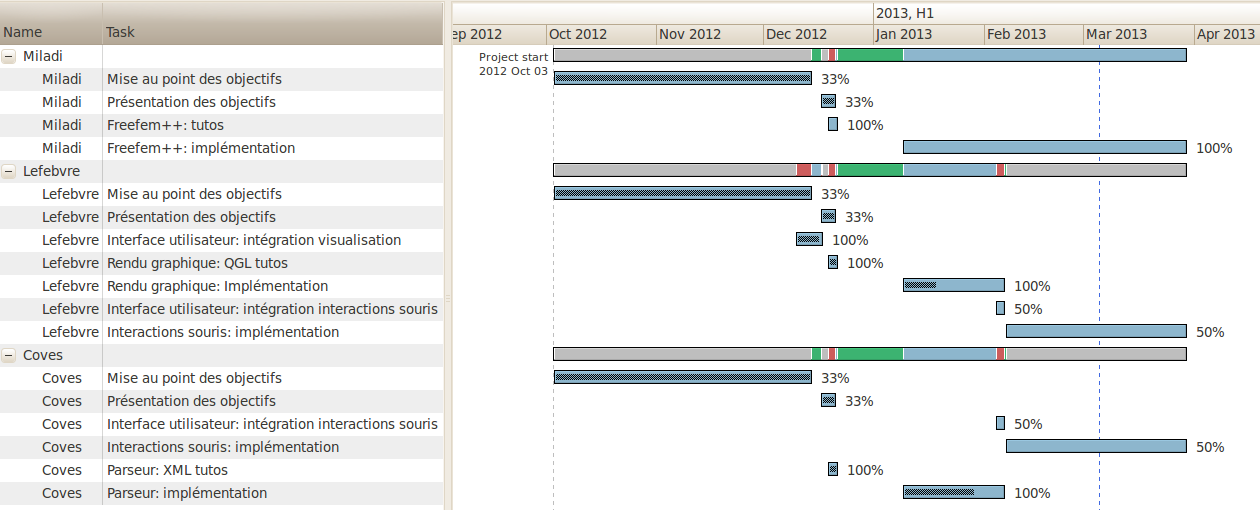 2013, H1
Name Task ep 2012 Oct 2012 Nov 2012 Dec 2012 Jan 2013 Feb 2013 Mar 2013 Apr 2013
Miladi Project start
2012 Oct 03
Miladi Mise au point des objectifs 33%
Miladi Présentation des objectifs 33%
Miladi Freefem++: tutos 100%
Miladi Freefem++: implémentation 100%
Lefebvre
Lefebvre Mise au point des objectifs 33%
Lefebvre Présentation des objectifs 33%
Lefebvre Interface utilisateur: intégration visualisation 100%
Lefebvre Rendu graphique: QGL tutos 100%
Lefebvre Rendu graphique: Implémentation 100%
Lefebvre Interface utilisateur: intégration interactions souris 50%
Lefebvre Interactions souris: implémentation 50%
Coves
Coves Mise au point des objectifs 33%
Coves Présentation des objectifs 33%
Coves Interface utilisateur: intégration interactions souris 50%
Coves Interactions souris: implémentation 50%
Coves Parseur: XML tutos 100%
Coves Parseur: implémentation 100%